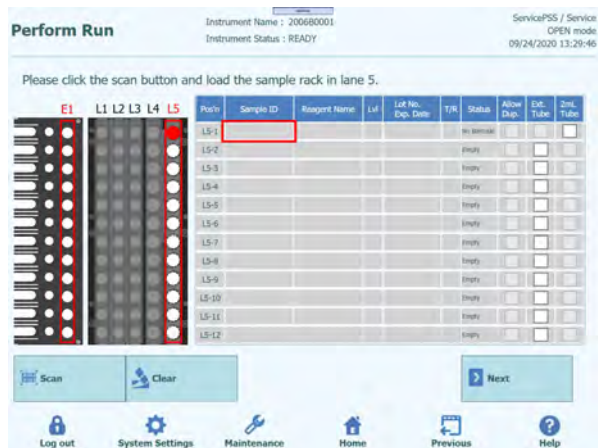 Perform Run
Instrument Name : 200680001
Instrument Status : READY
ServicePSS / Service
OPEN mode
09/24/2020 13:29:46
Please click the scan button and load the sample rack in lane 5.
E1 L1 L2 L3 L4 L5
Pos'n Sample ID Reagent Name Lvl Lot No. Exp. Date T/R Status Allow Dup. Ext. Tube 2mL Tube
L5-1 No Barcode
L5-2 Empty
L5-3 Empty
L5-4 Empty
L5-5 Empty
L5-6 Empty
L5-7 Empty
L5-8 Empty
L5-9 Empty
L5-10 Empty
L5-11 Empty
L5-12 Empty
Scan Clear Next
Log out System Settings Maintenance Home Previous Help